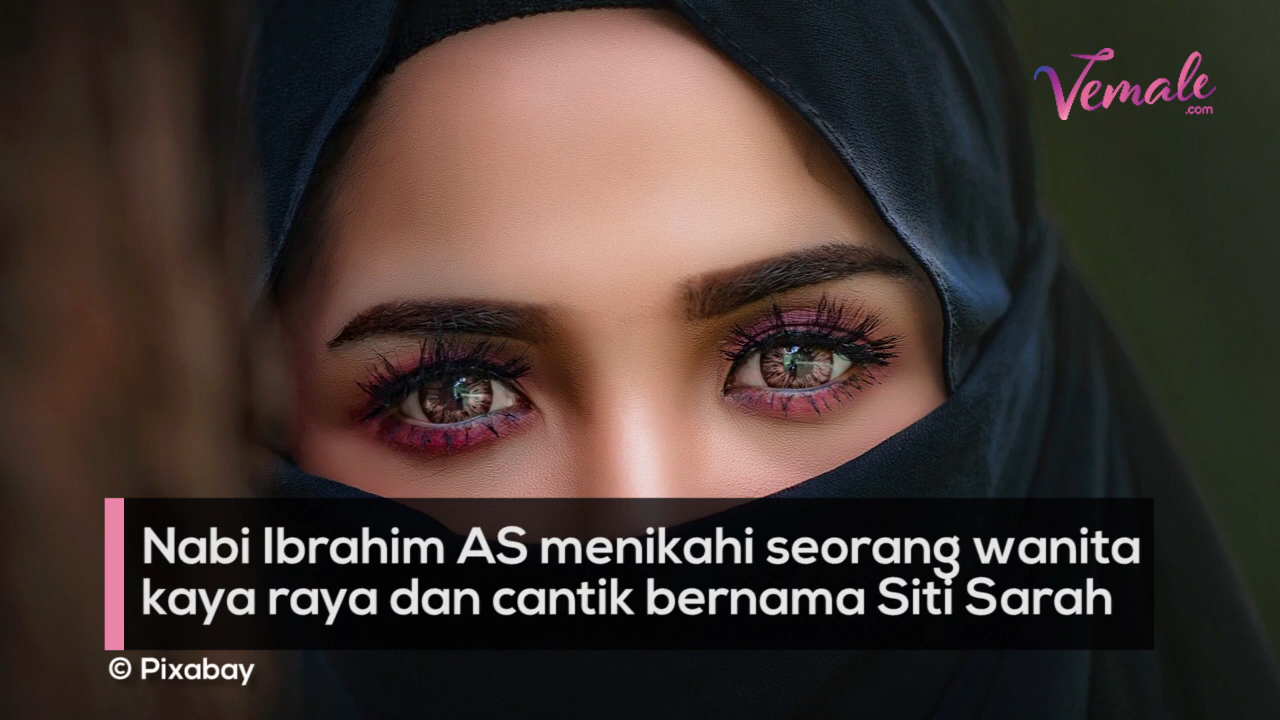 Vemale
.com
Nabi Ibrahim AS menikahi seorang wanita
kaya raya dan cantik bernama Siti Sarah
© Pixabay